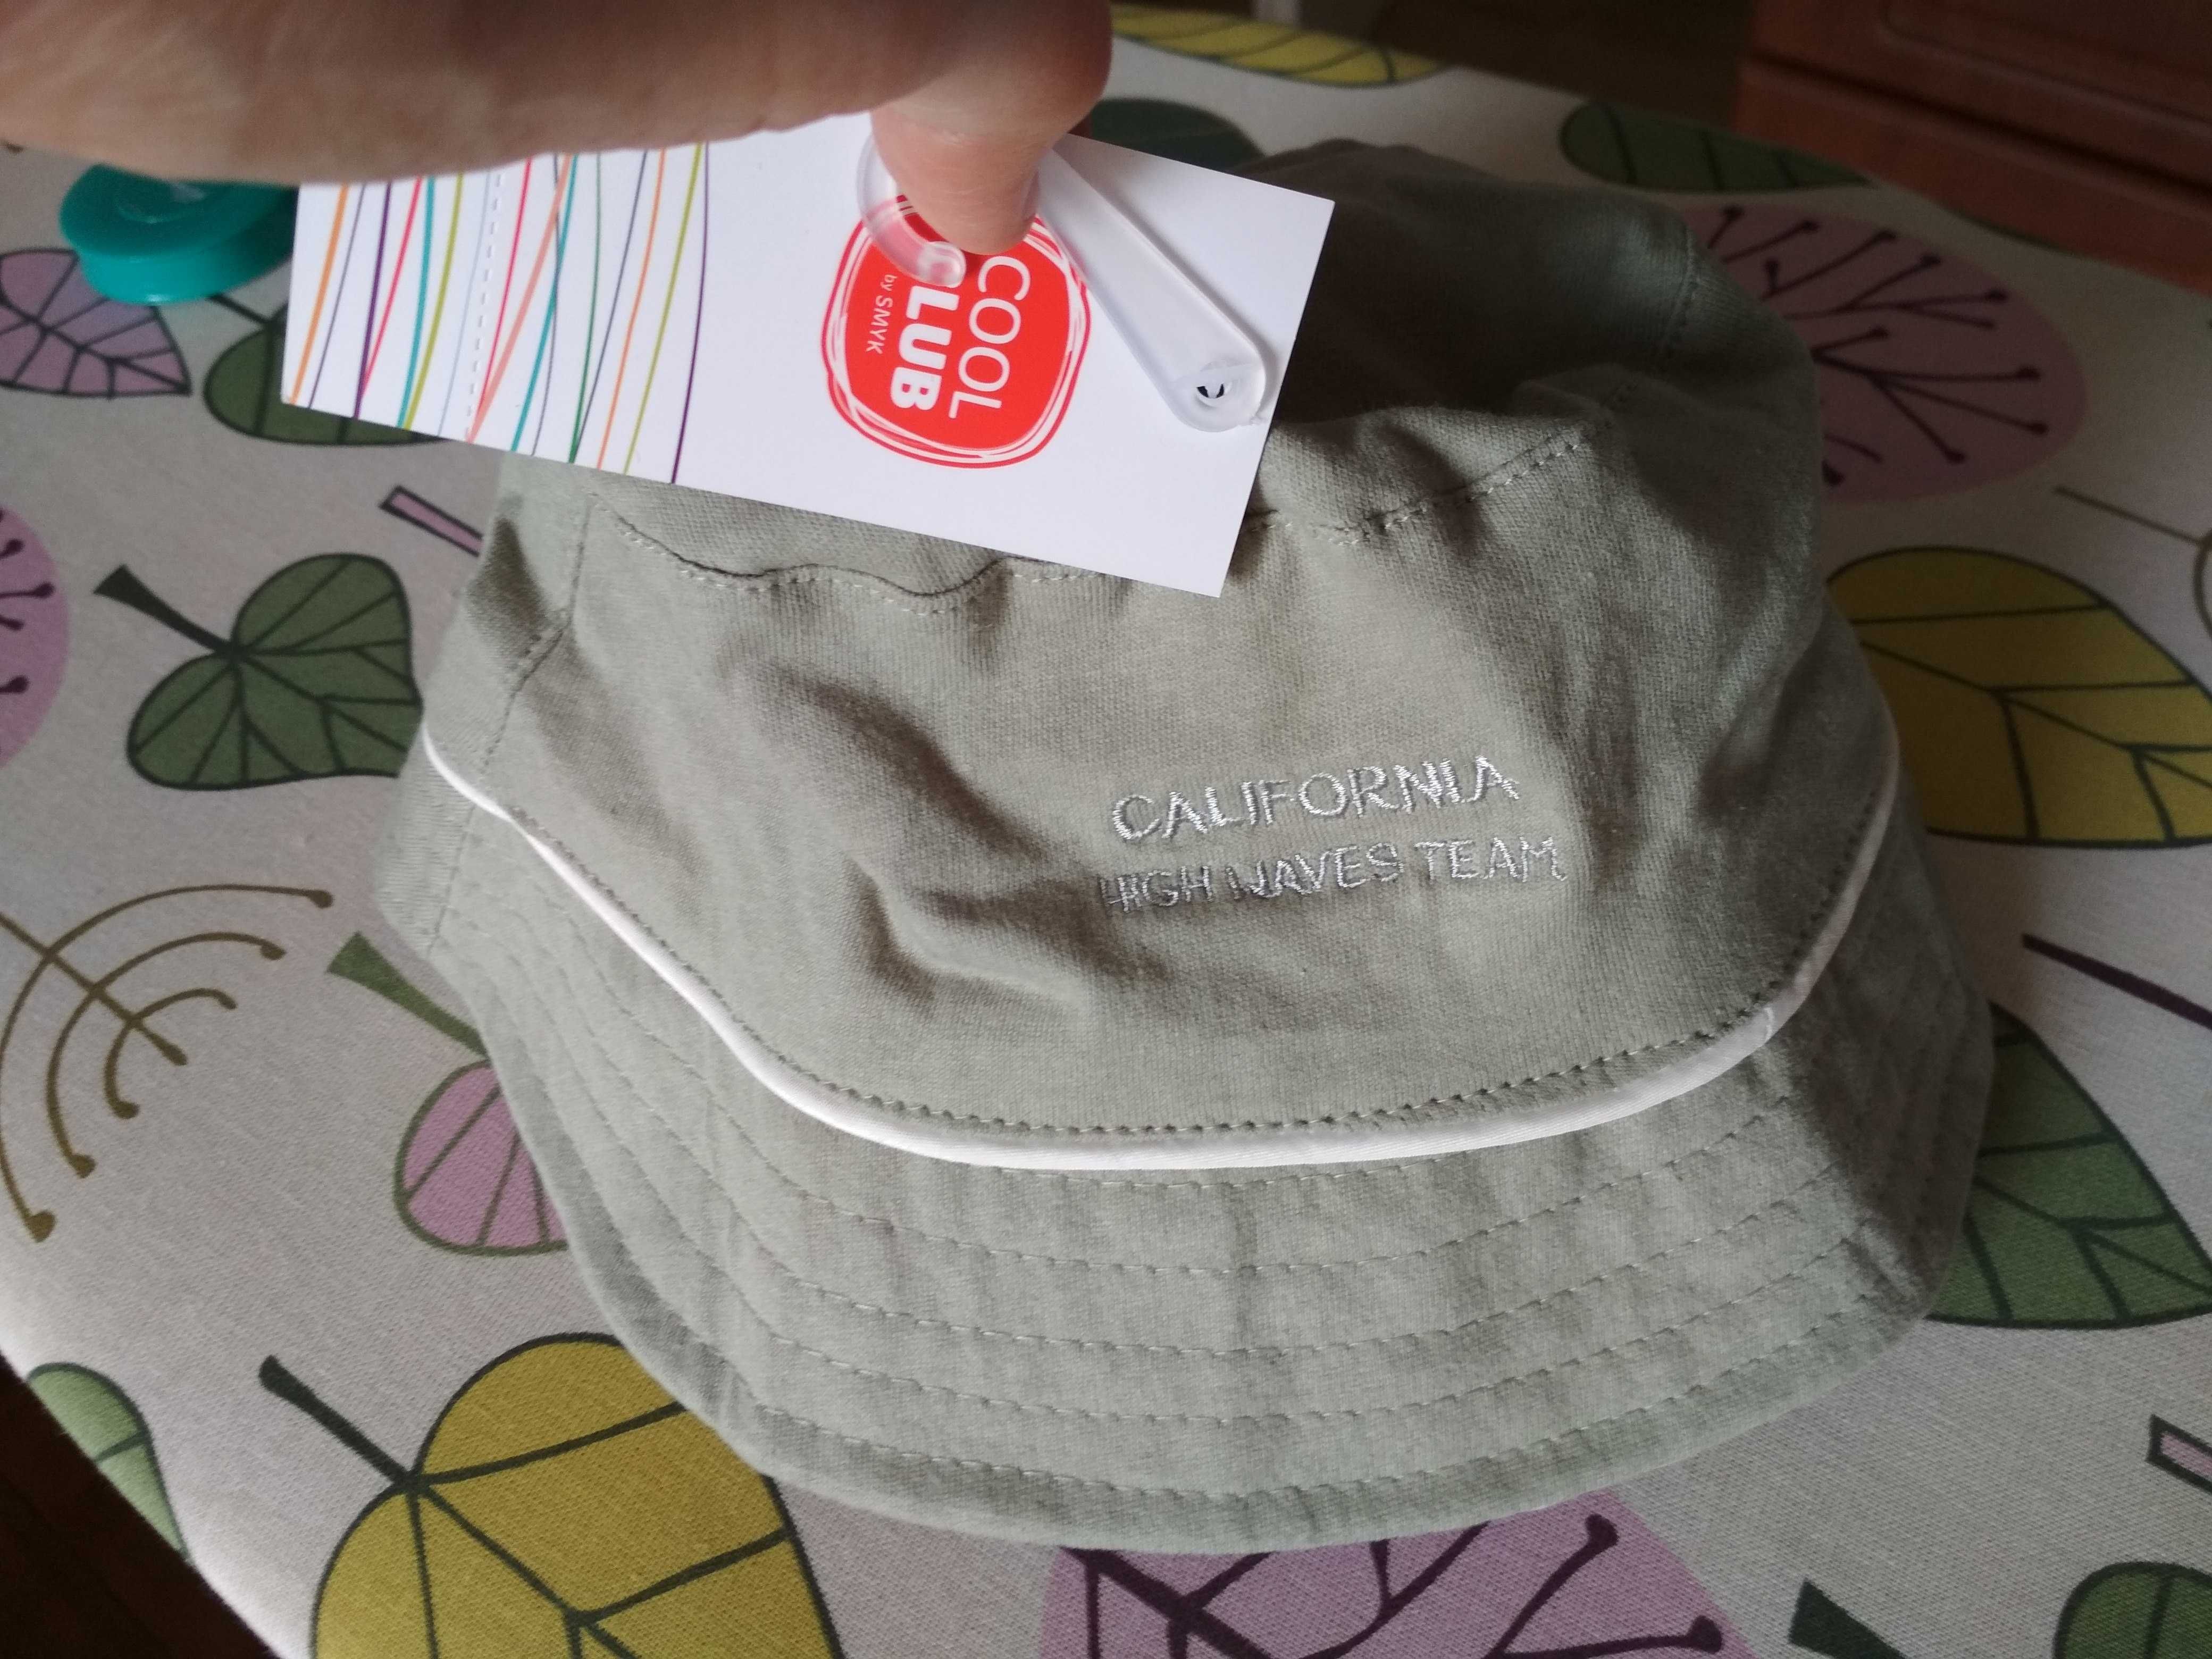 COOL
CLUB
by SMYK
CALIFORNIA
HIGH WAVES TEAM